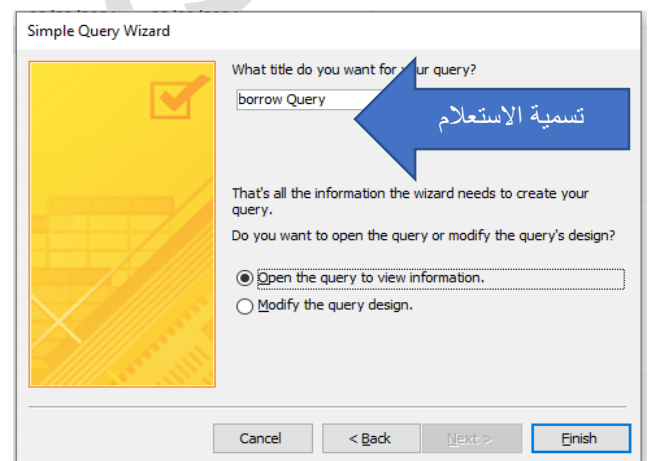 Simple Query Wizard
What title do you want for your query?
borrow Query
تسمية الاستعلام
That's all the information the wizard needs to create your
query.
Do you want to open the query or modify the query's design?
Open the query to view information.
Modify the query design.
Cancel
< Back
Next >
Finish